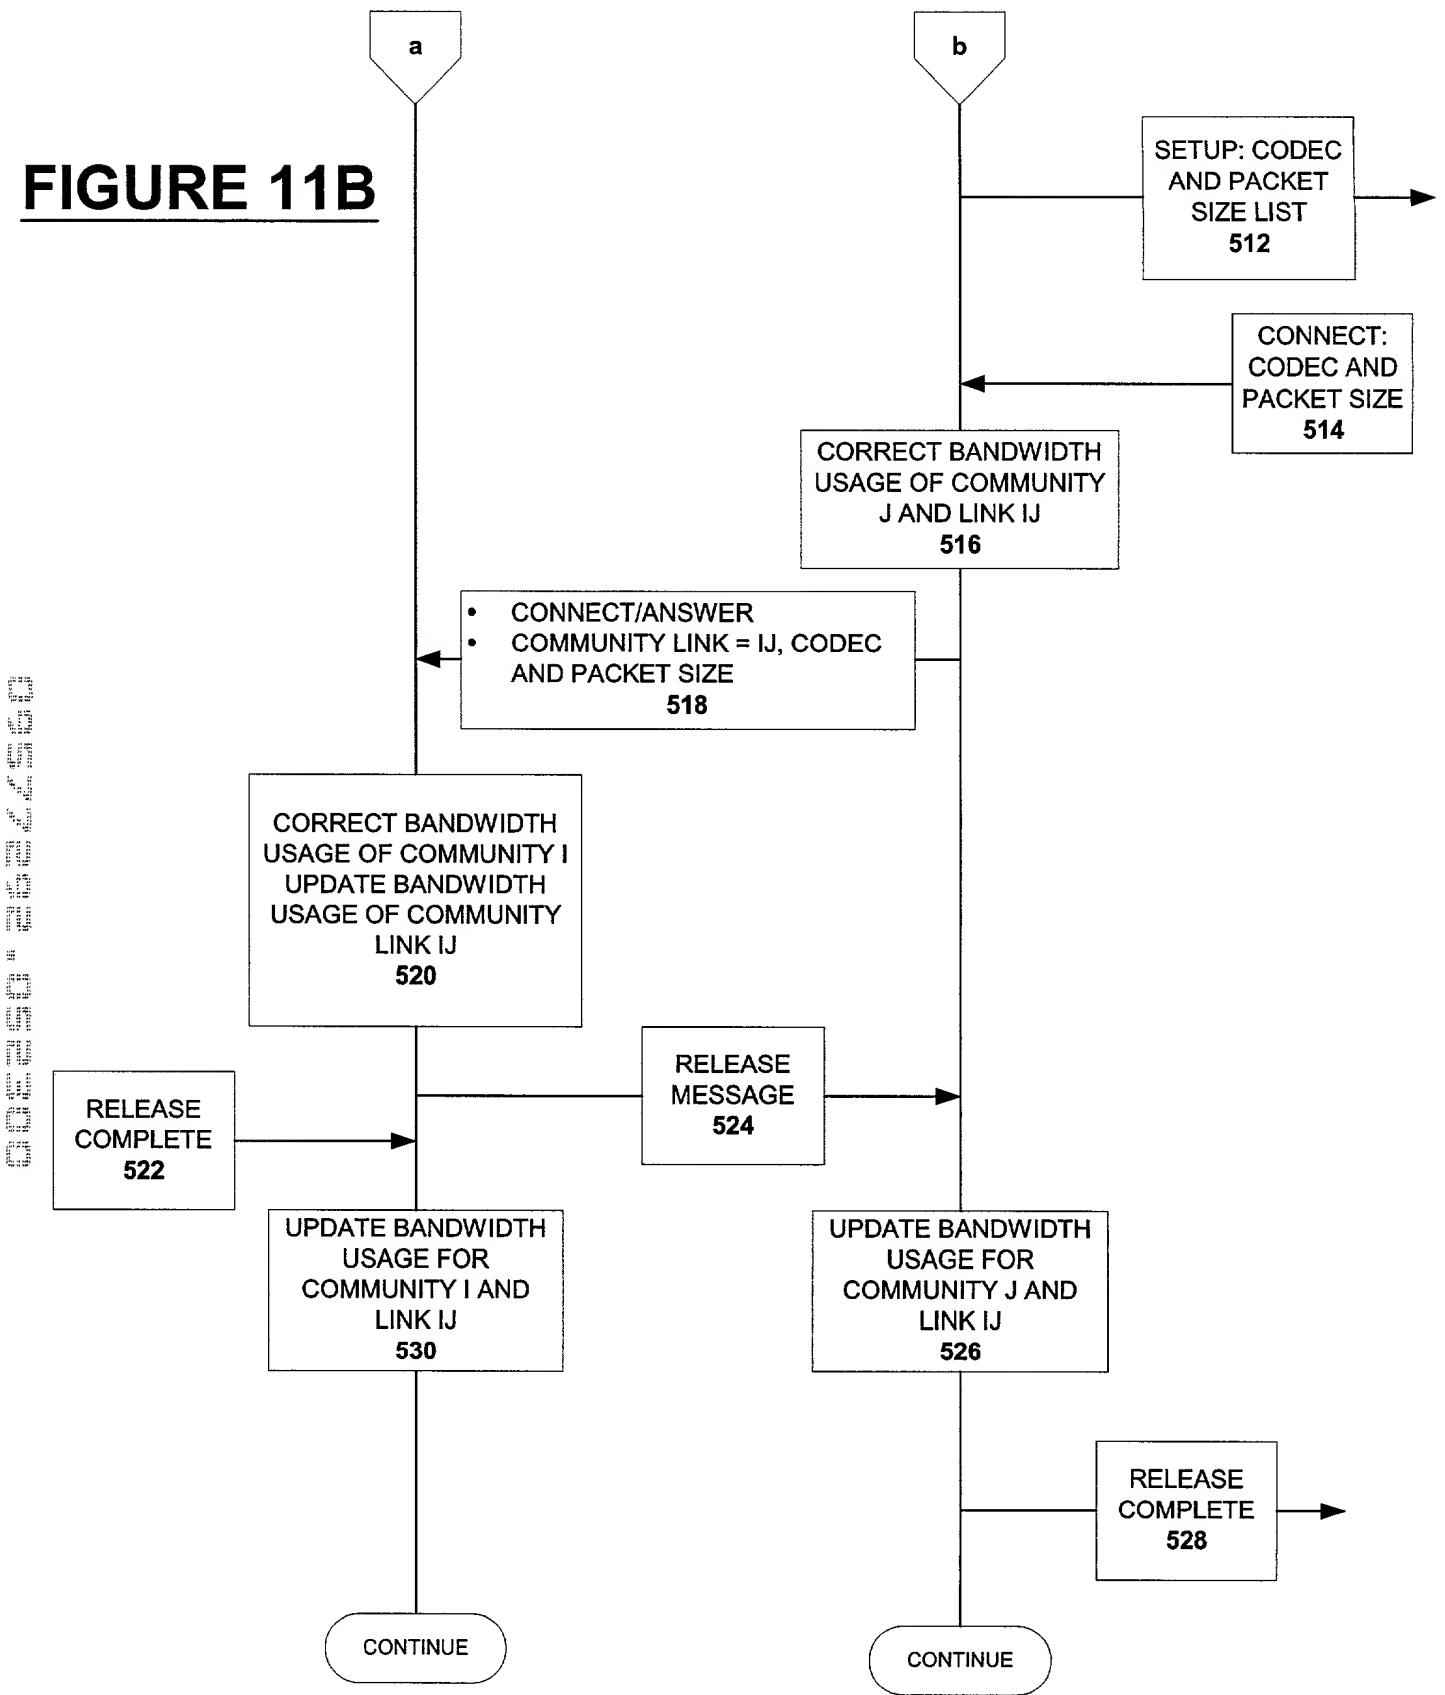 a
b
FIGURE 11B
SETUP: CODEC
AND PACKET
SIZE LIST
512
CONNECT:
CODEC AND
PACKET SIZE
514
CORRECT BANDWIDTH
USAGE OF COMMUNITY
J AND LINK IJ
516
• CONNECT/ANSWER
• COMMUNITY LINK = IJ, CODEC
AND PACKET SIZE
518
CORRECT BANDWIDTH
USAGE OF COMMUNITY I
UPDATE BANDWIDTH
USAGE OF COMMUNITY
LINK IJ
520
RELEASE
MESSAGE
524
RELEASE
COMPLETE
522
UPDATE BANDWIDTH
USAGE FOR
COMMUNITY I AND
LINK IJ
530
UPDATE BANDWIDTH
USAGE FOR
COMMUNITY J AND
LINK IJ
526
RELEASE
COMPLETE
528
CONTINUE
CONTINUE